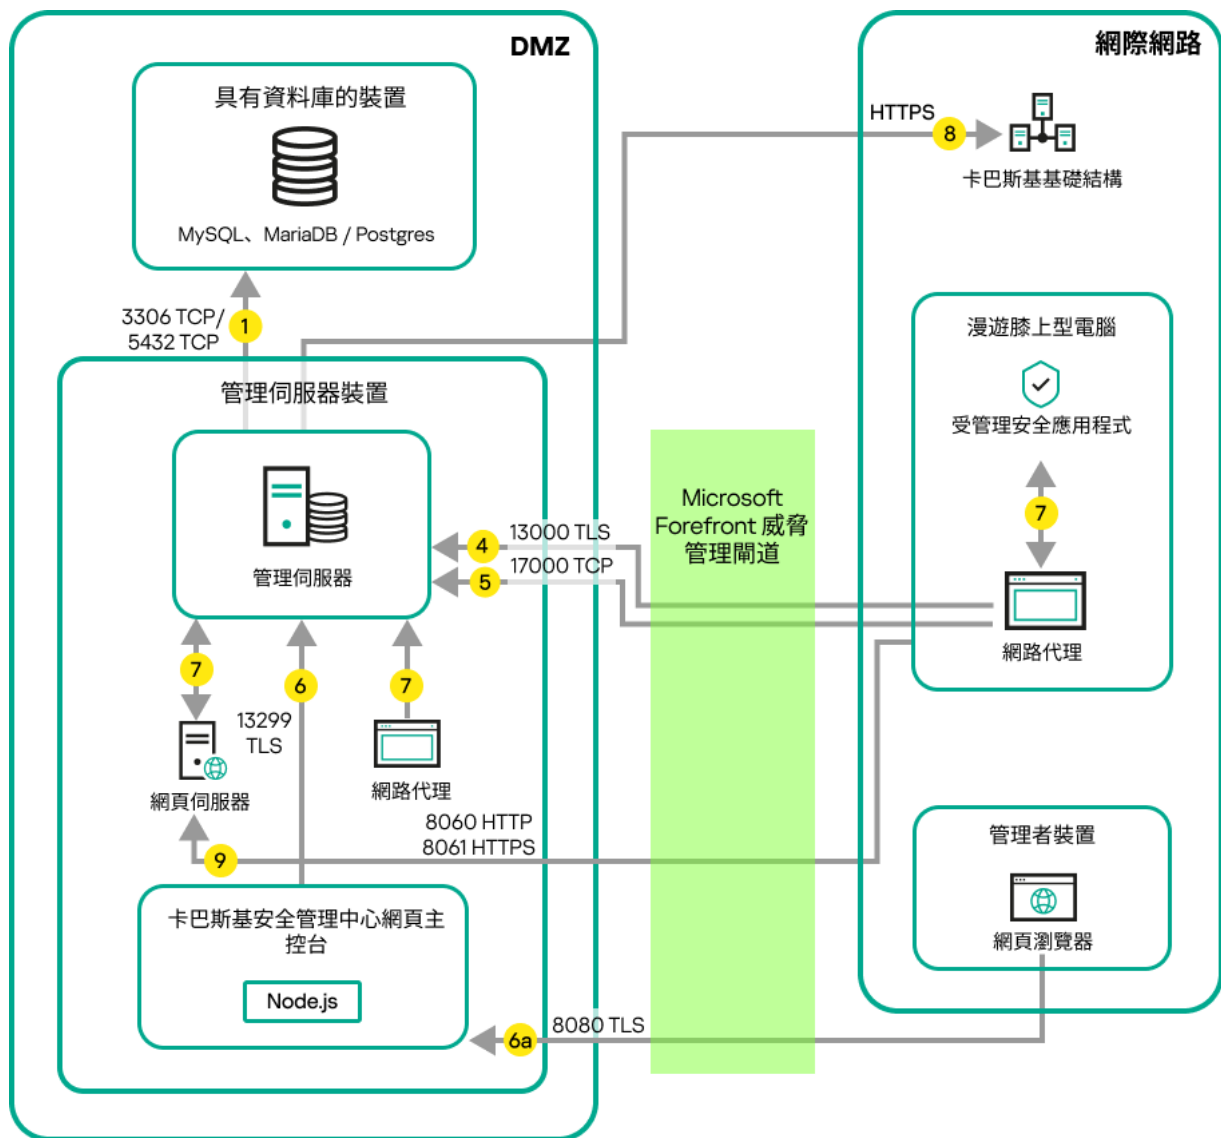 DMZ
網際網路
具有資料庫的裝置
MySQL、MariaDB / Postgres
HTTPS
8
卡巴斯基基礎結構
3306 TCP/
5432 TCP
1
管理伺服器裝置
管理伺服器
漫遊膝上型電腦
受管理安全應用程式
7
網路代理
Microsoft
Forefront 威脅
管理閘道
4
13000 TLS
5
17000 TCP
7
6
7
13299
TLS
網頁伺服器
網路代理
8060 HTTP
8061 HTTPS
9
管理者裝置
網頁瀏覽器
卡巴斯基安全管理中心網頁主
控台
Node.js
6a
8080 TLS